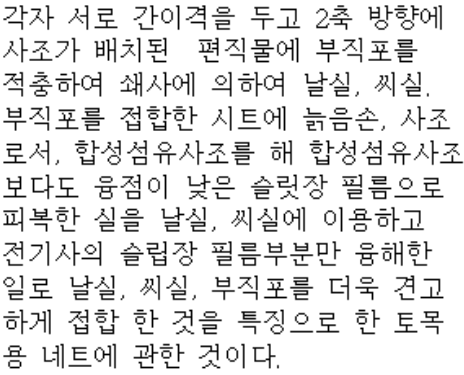 각자 서로 간이격을 두고 2축 방향에
사조가 배치된  편직물에 부직포를
적층하여 쇄사에 의하여 날실, 씨실.
부직포를 접합한 시트에 늙음손, 사조
로서, 합성섬유사조를 해 합성섬유사조
보다도 융점이 낮은 슬릿장 필름으로
피복한 실을 날실, 씨실에 이용하고
전기사의 슬립장 필름부분만 융해한
일로 날실, 씨실, 부직포를 더욱 견고
하게 접합 한 것을 특징으로 한 토목
용 네트에 관한 것이다.